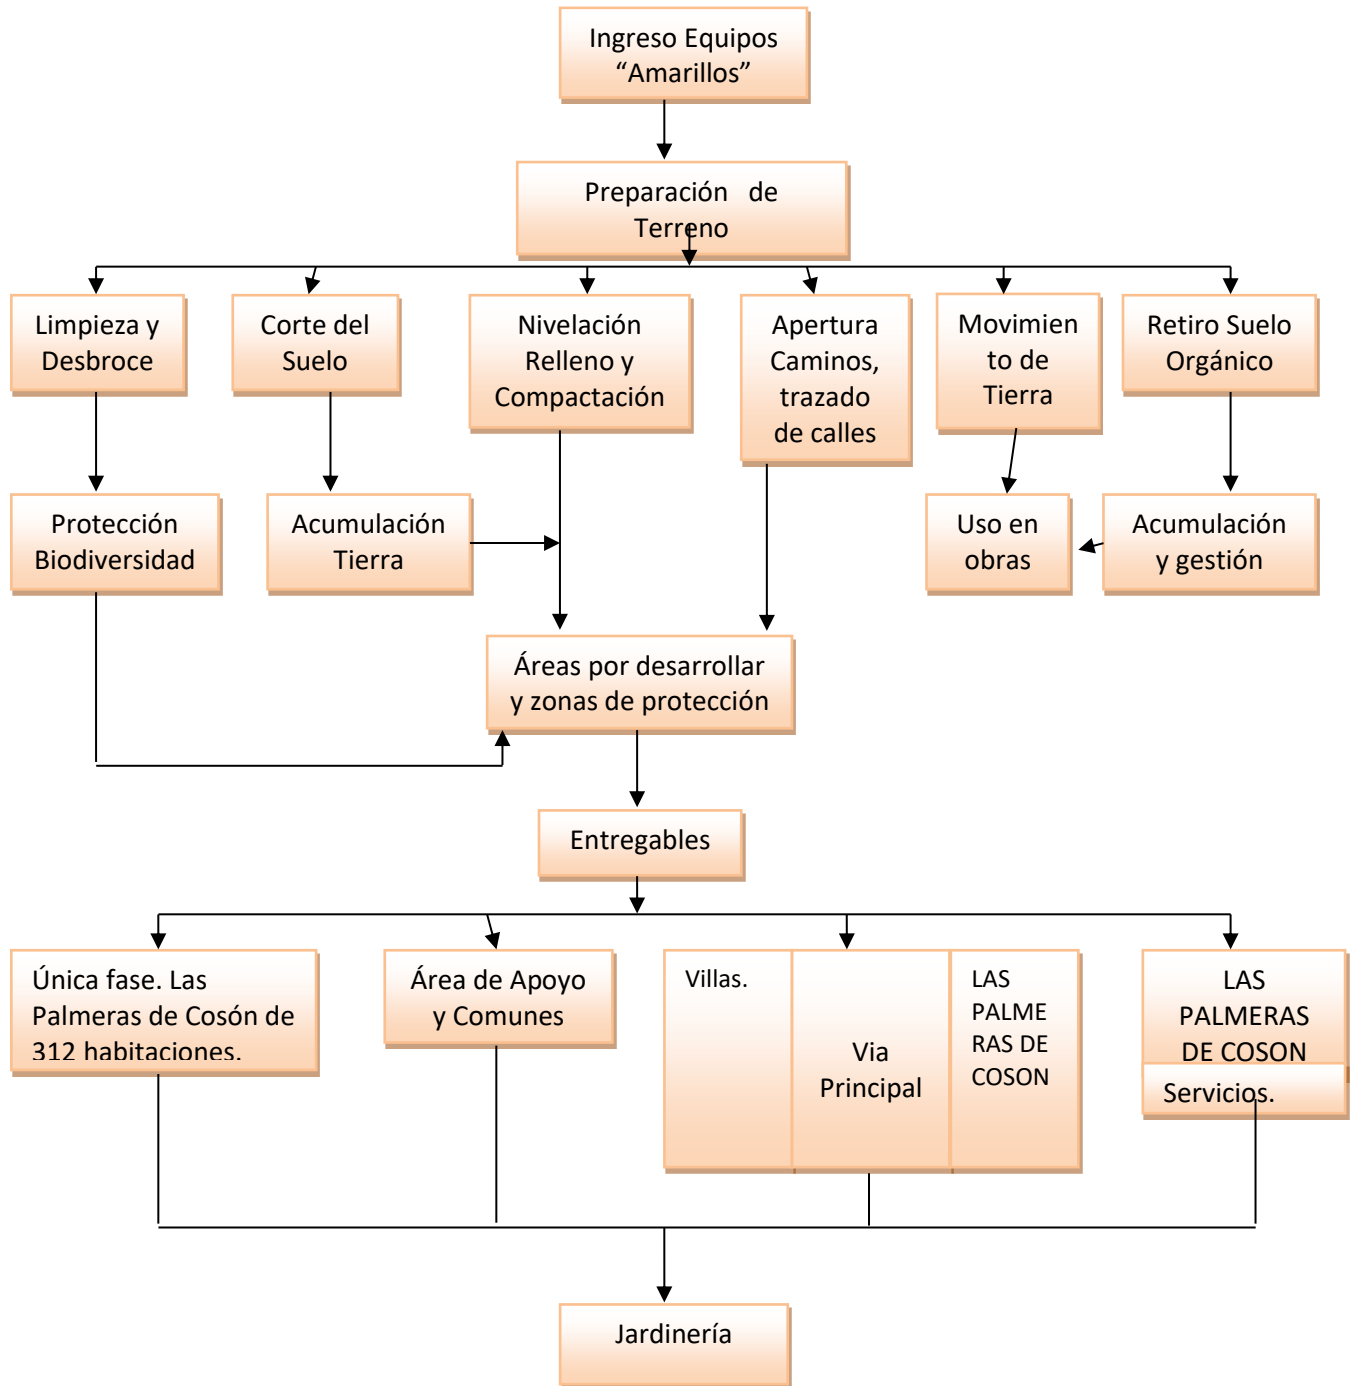 Ingreso Equipos
“Amarillos”
Preparación de
Terreno
Limpieza y
Desbroce
Corte del
Suelo
Nivelación
Relleno y
Compactación
Apertura
Caminos,
trazado
de calles
Movimien
to de
Tierra
Retiro Suelo
Orgánico
Protección
Biodiversidad
Acumulación
Tierra
Uso en
obras
Acumulación
y gestión
Áreas por desarrollar
y zonas de protección
Entregables
Única fase. Las
Palmeras de Cosón de
312 habitaciones.
Área de Apoyo
y Comunes
Villas.
Via
Principal
LAS
PALME
RAS DE
COSON
LAS
PALMERAS
DE COSON
Servicios.
Jardinería